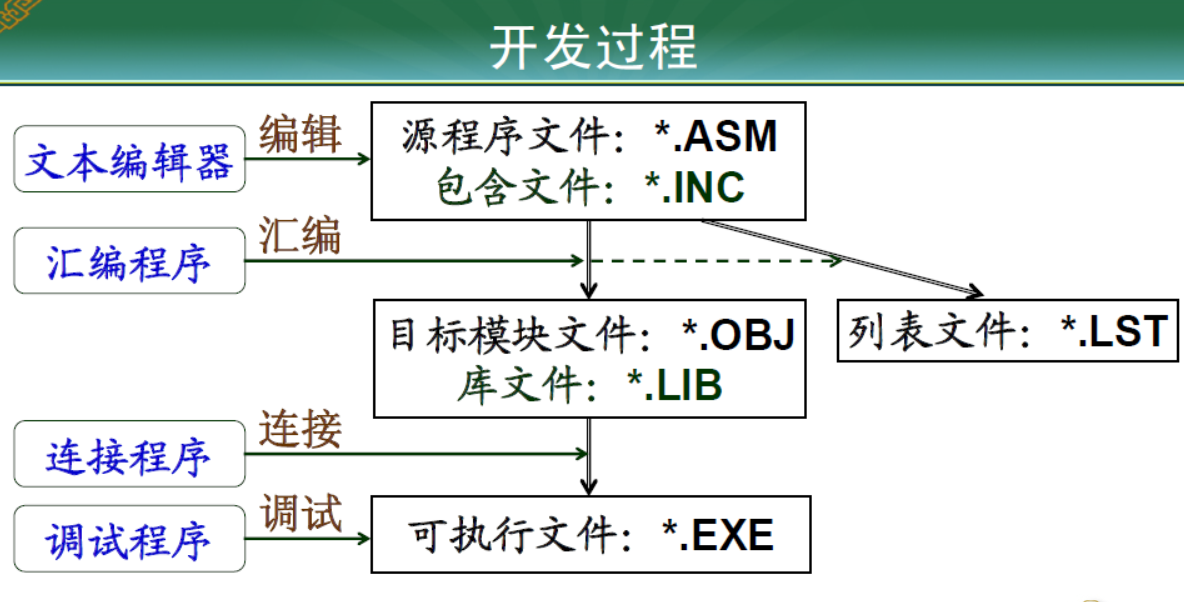 开发过程
文本编辑器
编辑
源程序文件：*.ASM
包含文件：*.INC
汇编程序
汇编
目标模块文件：*.OBJ
库文件：*.LIB
列表文件：*.LST
连接程序
连接
调试程序
调试
可执行文件：*.EXE